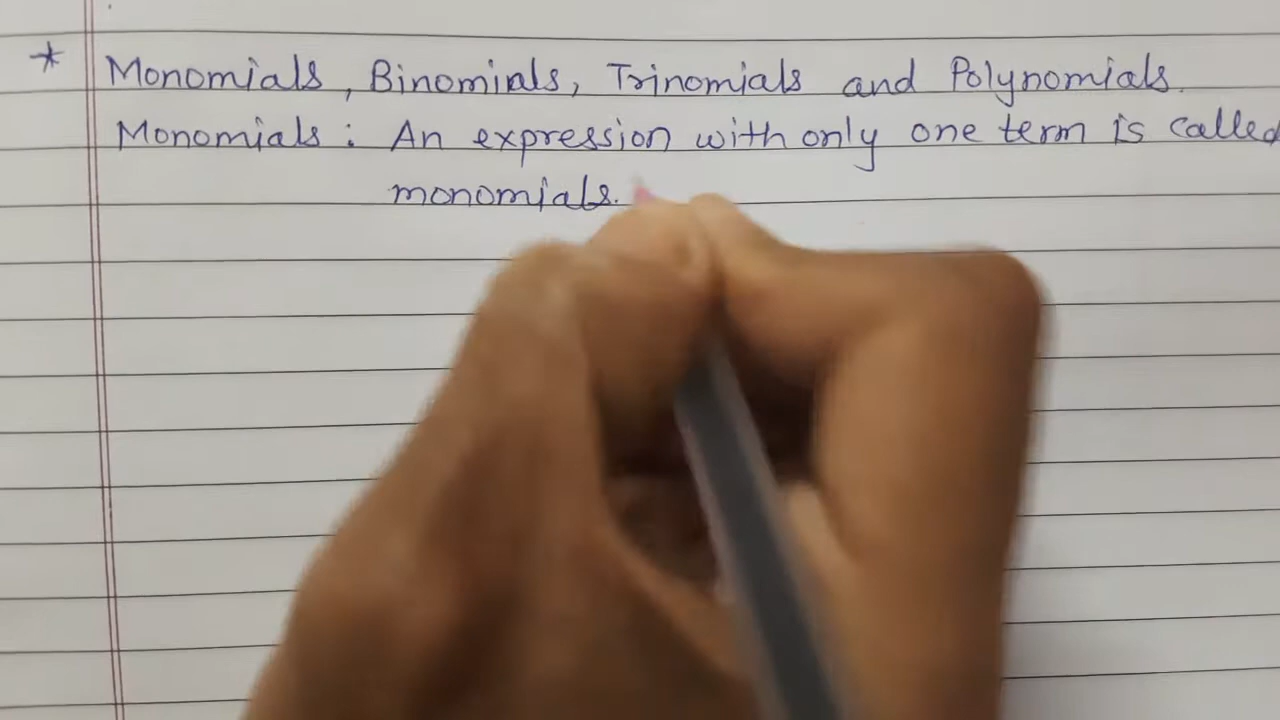 * Monomials, Binomials, Trinomials and Polynomials.
Monomials : An expression with only one term is called
monomials.